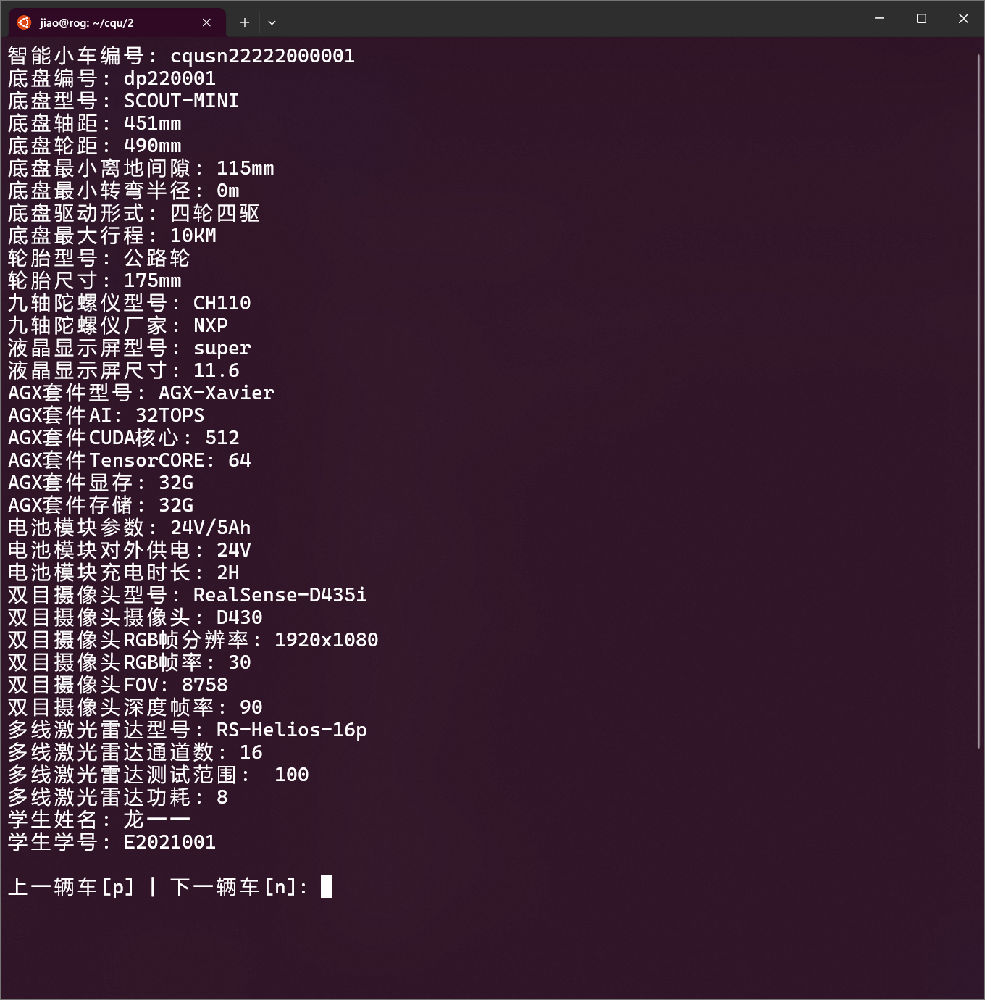 jiao@rog: ~/cqu/2
智能小车编号: cqusn22222000001
底盘编号: dp220001
底盘型号: SCOUT-MINI
底盘轴距: 451mm
底盘轮距: 490mm
底盘最小离地间隙: 115mm
底盘最小转弯半径: 0m
底盘驱动形式: 四轮四驱
底盘最大行程: 10KM
轮胎型号: 公路轮
轮胎尺寸: 175mm
九轴陀螺仪型号: CH110
九轴陀螺仪厂家: NXP
液晶显示屏型号: super
液晶显示屏尺寸: 11.6
AGX套件型号: AGX-Xavier
AGX套件AI: 32TOPS
AGX套件CUDA核心: 512
AGX套件TensorCORE: 64
AGX套件显存: 32G
AGX套件存储: 32G
电池模块参数: 24V/5Ah
电池模块对外供电: 24V
电池模块充电时长: 2H
双目摄像头型号: RealSense-D435i
双目摄像头摄像头: D430
双目摄像头RGB帧分辨率: 1920x1080
双目摄像头RGB帧率: 30
双目摄像头FOV: 8758
双目摄像头深度帧率: 90
多线激光雷达型号: RS-Helios-16p
多线激光雷达通道数: 16
多线激光雷达测试范围:  100
多线激光雷达功耗: 8
学生姓名: 龙一一
学生学号: E2021001
上一辆车[p] | 下一辆车[n]: